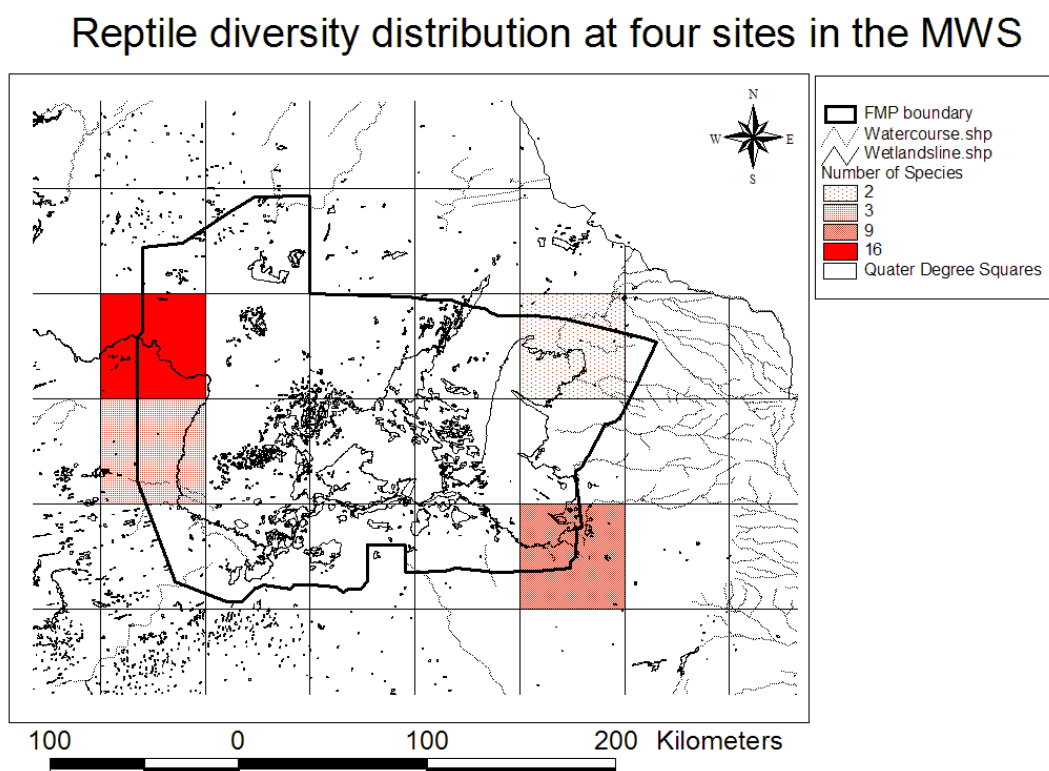 Reptile diversity distribution at four sites in the MWS
N
W E
S
FMP boundary
Watercourse.shp
Wetlandsline.shp
Number of Species
2
3
9
16
Quater Degree Squares
100 0 100 200 Kilometers